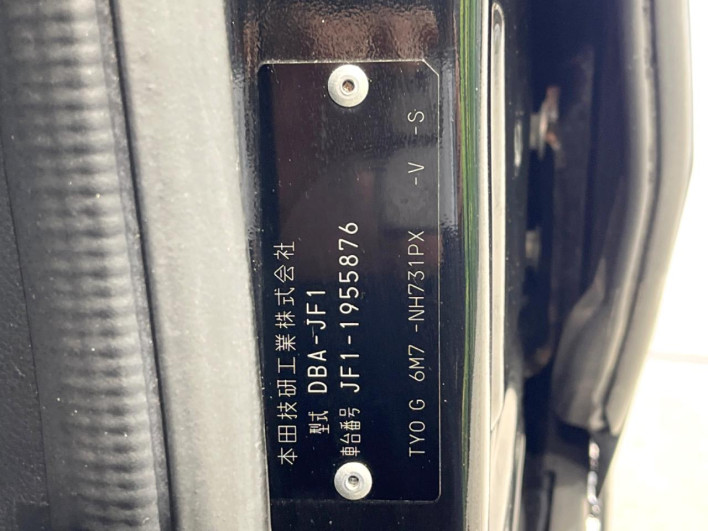 本田技研工業株式会社
型式 DBA-JF1
車台番号 JF1-1955876
TYO G 6M7 -NH731PX -V -S